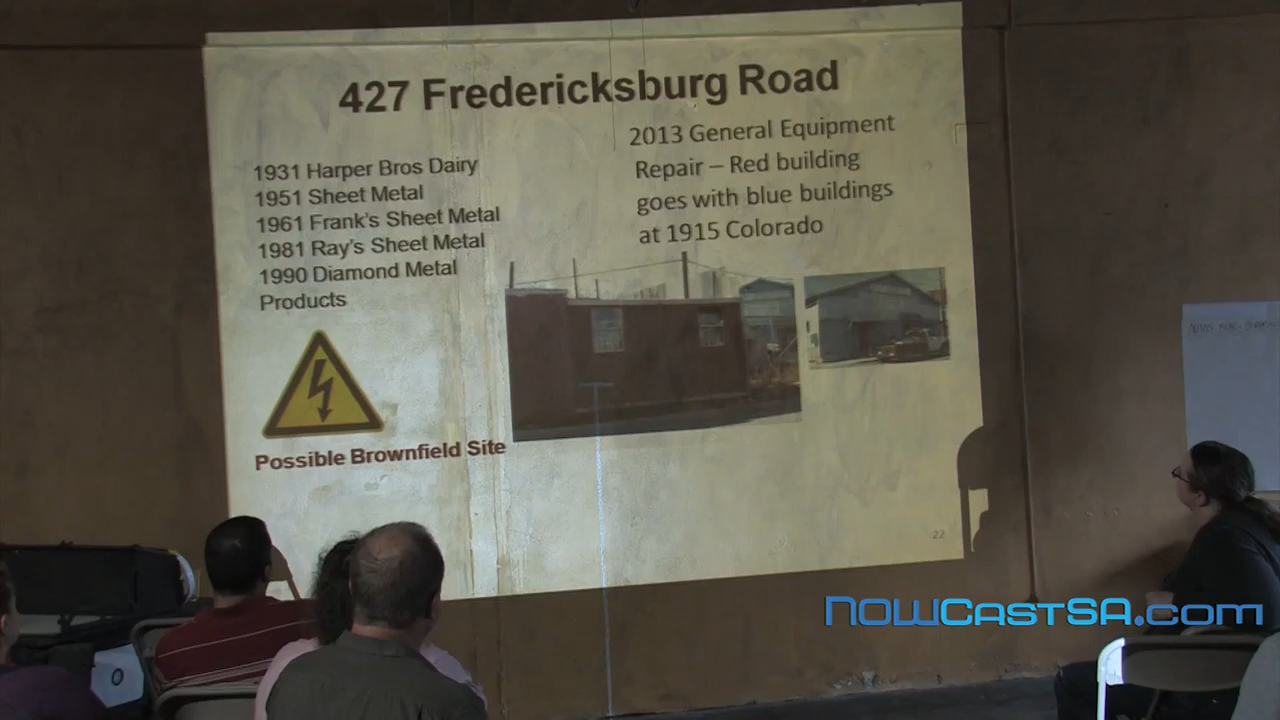 427 Fredericksburg Road
1931 Harper Bros Dairy
1951 Sheet Metal
1961 Frank's Sheet Metal
1981 Ray's Sheet Metal
1990 Diamond Metal
Products
2013 General Equipment
Repair – Red building
goes with blue buildings
at 1915 Colorado
Possible Brownfield Site
22
NOWCASTSA.com